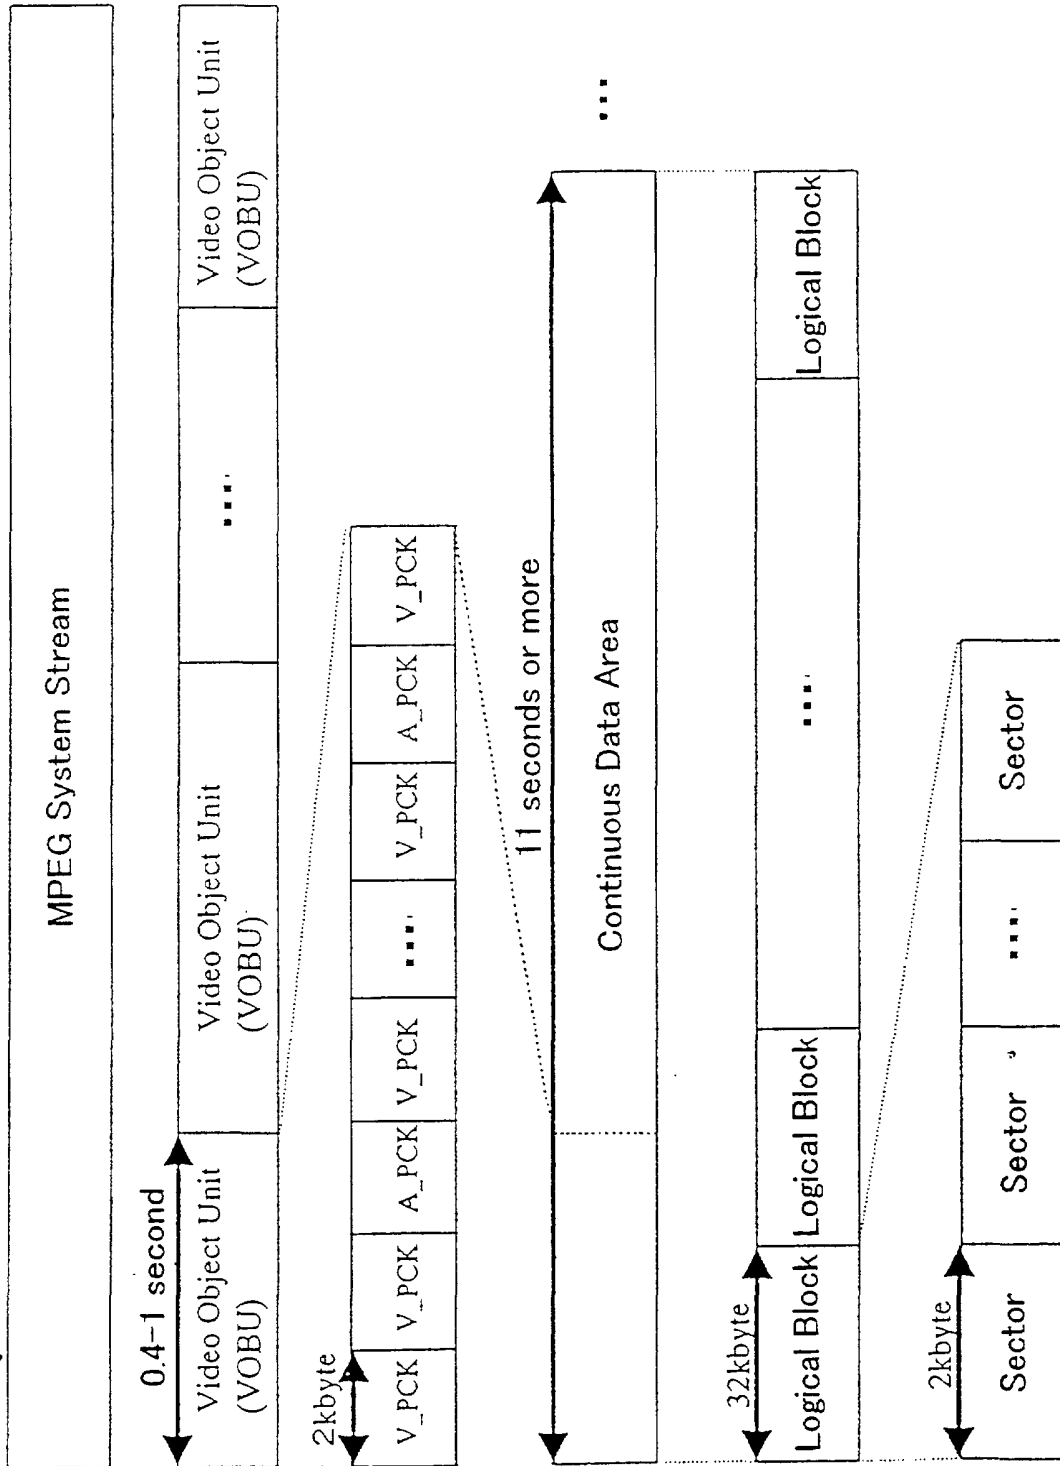 MPEG System Stream
0.4–1 second
Video Object Unit
(VOBU)
Video Object Unit
(VOBU)
....
Video Object Unit
(VOBU)
2kbyte
V_PCK
V_PCK
A_PCK
V_PCK
....
V_PCK
A_PCK
V_PCK
11 seconds or more
Continuous Data Area
...
32kbyte
Logical Block
Logical Block
....
Logical Block
2kbyte
Sector
Sector
....
Sector